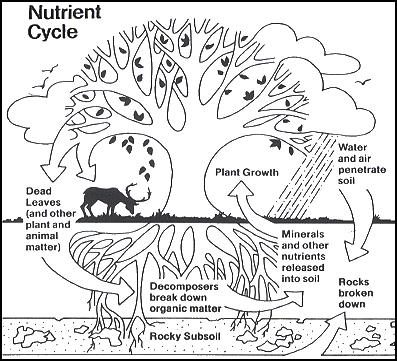 Nutrient
Cycle
Water
and air
penetrate
soil
Plant Growth
Dead
Leaves
(and other
plant and
animal
matter)
Minerals
and other
nutrients
released
into soil
Decomposers
break down
organic matter
Rocks
broken
down
Rocky Subsoil